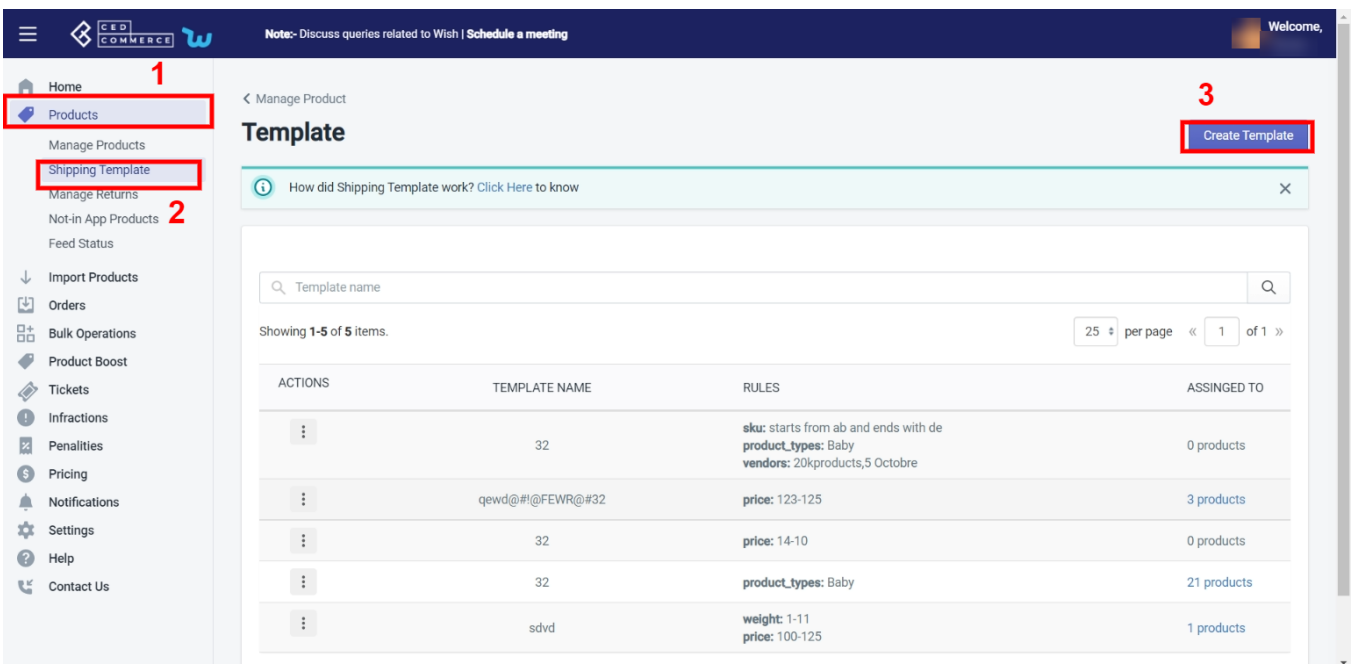 CED
COMMERCE
Note:- Discuss queries related to Wish | Schedule a meeting
Welcome,
1
Home
Products
Manage Products
Shipping Template
Manage Returns
Not-in App Products
2
Feed Status
Import Products
Orders
Bulk Operations
Product Boost
Tickets
Infractions
Penalities
Pricing
Notifications
Settings
Help
Contact Us
Manage Product
Template
3
Create Template
How did Shipping Template work? Click Here to know
Template name
Showing 1-5 of 5 items.
25 per page « 1 of 1 »
ACTIONS TEMPLATE NAME RULES ASSINGED TO
32 sku: starts from ab and ends with de 0 products
product_types: Baby
vendors: 20kproducts,5 Octobre
qewd@#!@FEWR@#32 price: 123-125 3 products
32 price: 14-10 0 products
32 product_types: Baby 21 products
sdvd weight: 1-11 1 products
price: 100-125